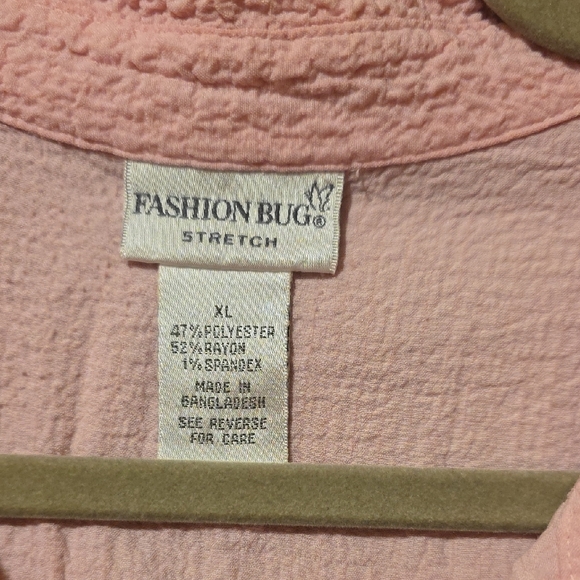 FASHION BUG®
STRETCH
XL
47% POLYESTER
52% RAYON
1% SPANDEX
MADE IN
BANGLADESH
SEE REVERSE
FOR CARE